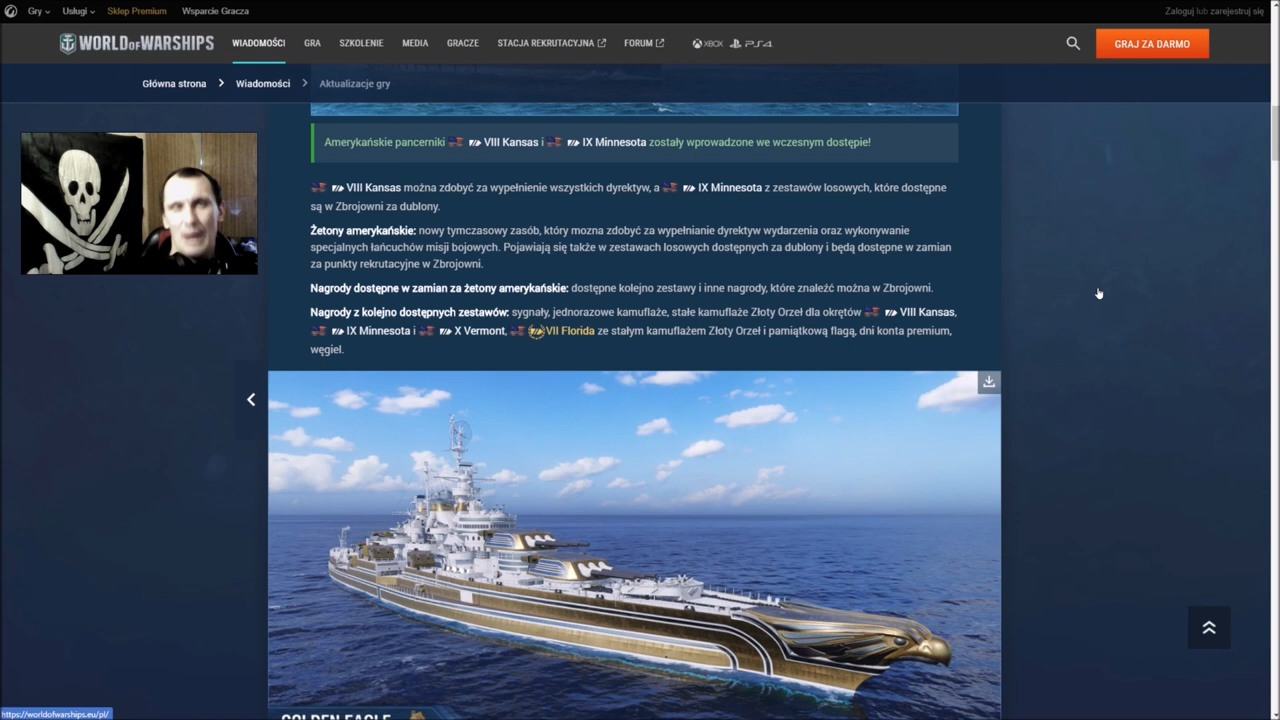 Gry Usługi Sklep Premium Wsparcie Gracza Zaloguj lub zarejestruj się
WORLD OF WARSHIPS WIADOMOŚCI GRA SZKOLENIE MEDIA GRACZE STACJA REKRUTACYJNA FORUM XBOX PS4 GRAJ ZA DARMO
Główna strona Wiadomości Aktualizacje gry
Amerykańskie pancerniki VIII Kansas i IX Minnesota zostały wprowadzone we wczesnym dostępie!
VIII Kansas można zdobyć za wypełnienie wszystkich dyrektyw, a IX Minnesota z zestawów losowych, które dostępne
są w Zbrojowni za dublony.
Żetony amerykańskie: nowy tymczasowy zasób, który mozna zdobyć za wypełnianie dyrektyw wydarzenia oraz wykonywanie
specjalnych łańcuchów misji bojowych. Pojawiają się także w zestawach losowych dostępnych za dublony i będą dostępne w zamian
za punkty rekrutacyjne w Zbrojowni.
Nagrody dostępne w zamian za żetony amerykańskie: dostępne kolejno zestawy i inne nagrody, które znaleźć można w Zbrojowni.
Nagrody z kolejno dostępnych zestawów: sygnały, jednorazowe kamuflaże, stałe kamuflaże Złoty Orzeł dla okrętów VIII Kansas,
IX Minnesota i X Vermont, VII Florida ze stałym kamuflażem Złoty Orzeł i pamiątkową flagą, dni konta premium,
węgiel.
GOLDEN EAGLE
https://worldofwarships.eu/pl/